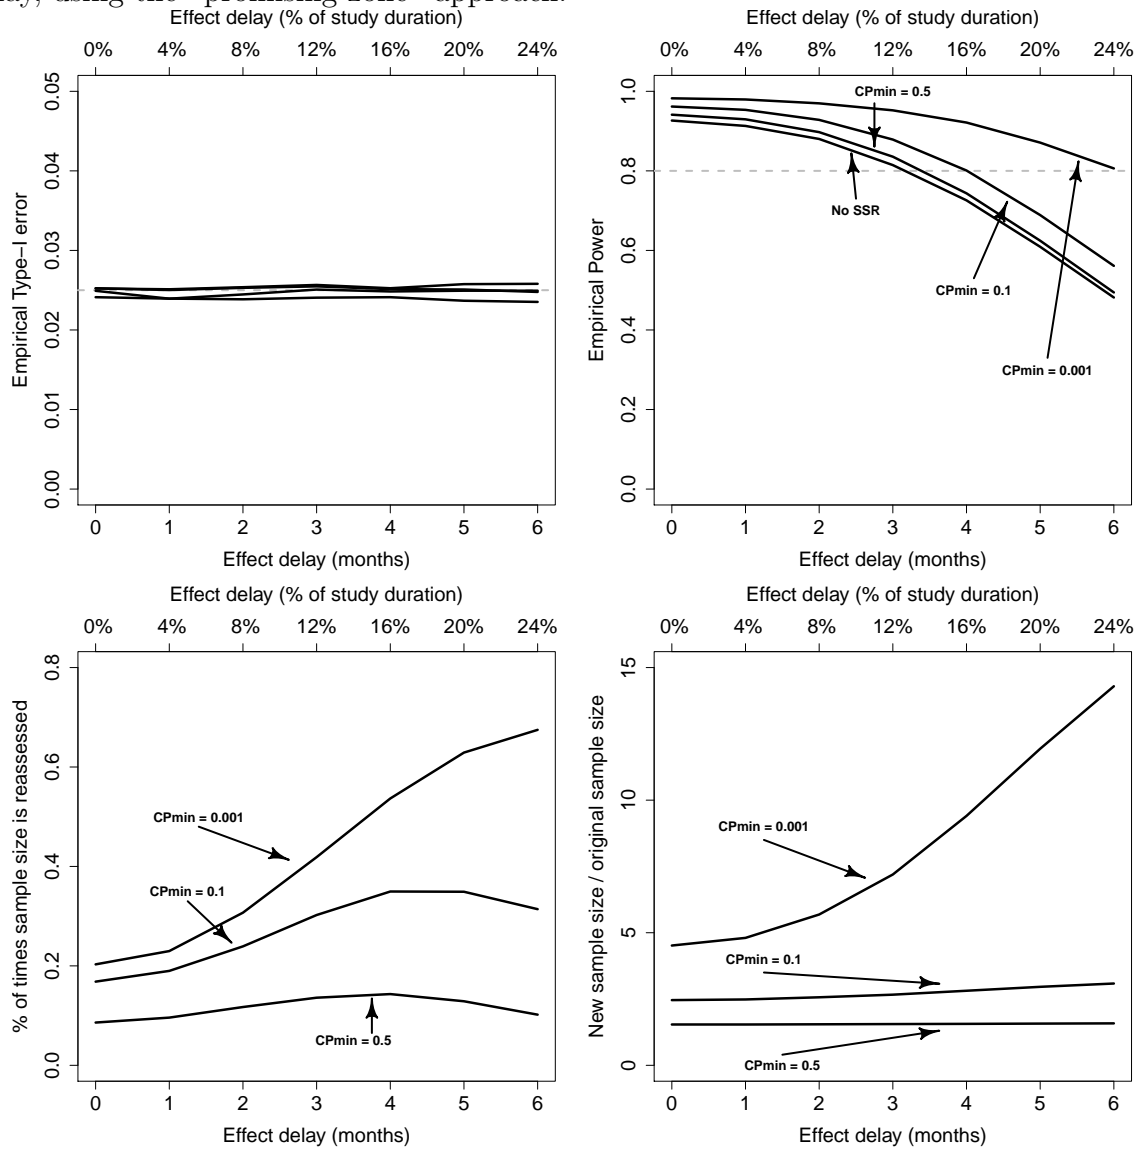 using the "promising zone" approach.
Effect delay (% of study duration)
0% 4% 8% 12% 16% 20% 24%
Empirical Type−I error
0.05
0.04
0.03
0.02
0.01
0.00
0 1 2 3 4 5 6
Effect delay (months)
Effect delay (% of study duration)
0% 4% 8% 12% 16% 20% 24%
Empirical Power
1.0
0.8
0.6
0.4
0.2
0.0
CPmin = 0.5
No SSR
CPmin = 0.1
CPmin = 0.001
0 1 2 3 4 5 6
Effect delay (months)
Effect delay (% of study duration)
0% 4% 8% 12% 16% 20% 24%
% of times sample size is reassessed
0.8
0.6
0.4
0.2
0.0
CPmin = 0.001
CPmin = 0.1
CPmin = 0.5
0 1 2 3 4 5 6
Effect delay (months)
Effect delay (% of study duration)
0% 4% 8% 12% 16% 20% 24%
New sample size / original sample size
15
10
5
0
CPmin = 0.001
CPmin = 0.1
CPmin = 0.5
0 1 2 3 4 5 6
Effect delay (months)